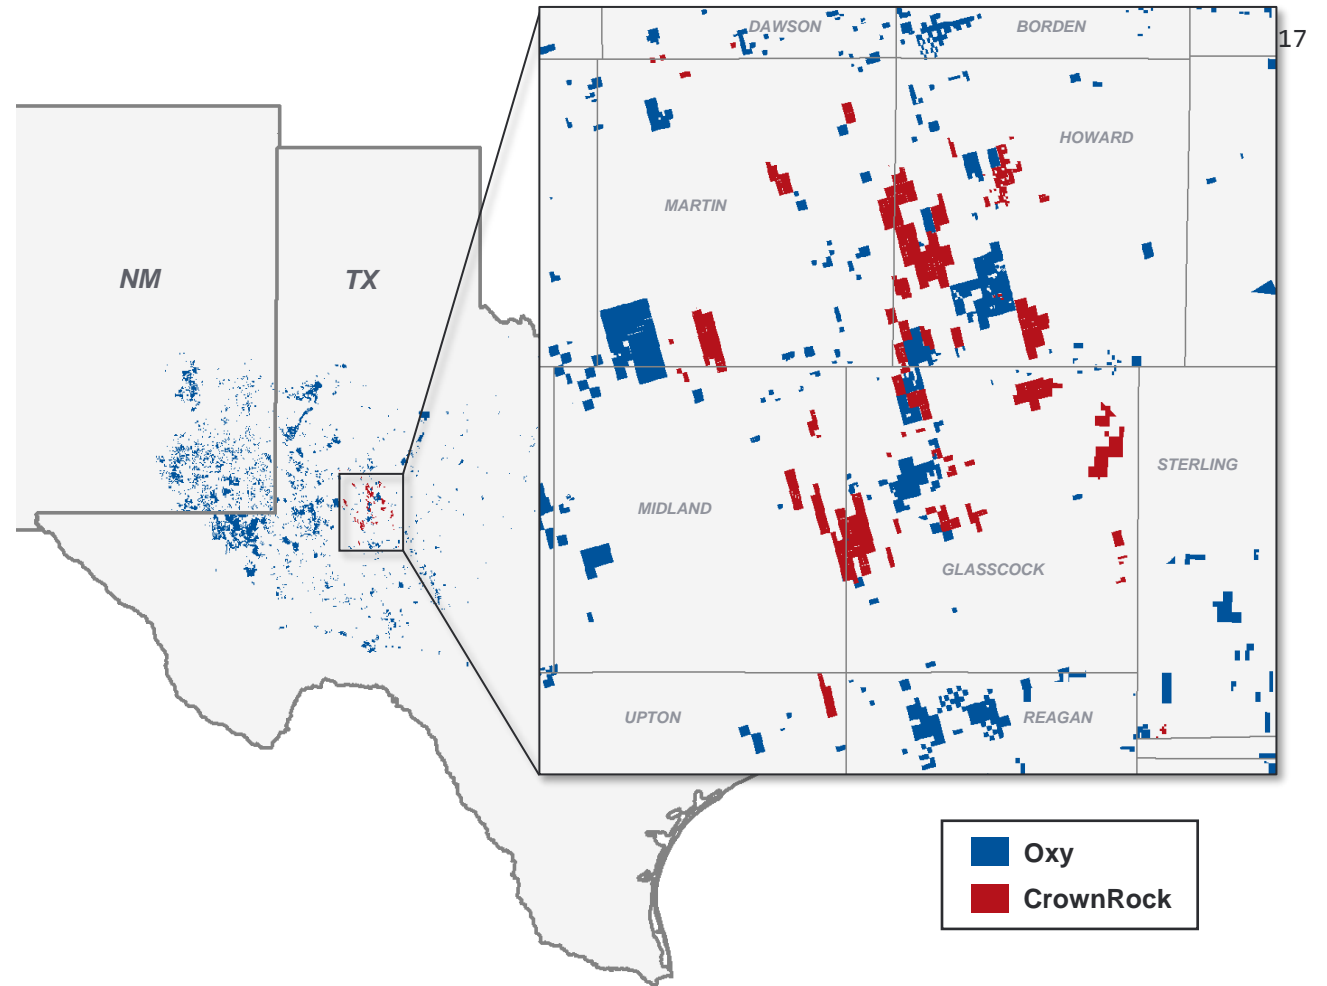 DAWSON
BORDEN
17
HOWARD
MARTIN
NM
TX
STERLING
MIDLAND
GLASSCOCK
UPTON
REAGAN
Oxy
CrownRock